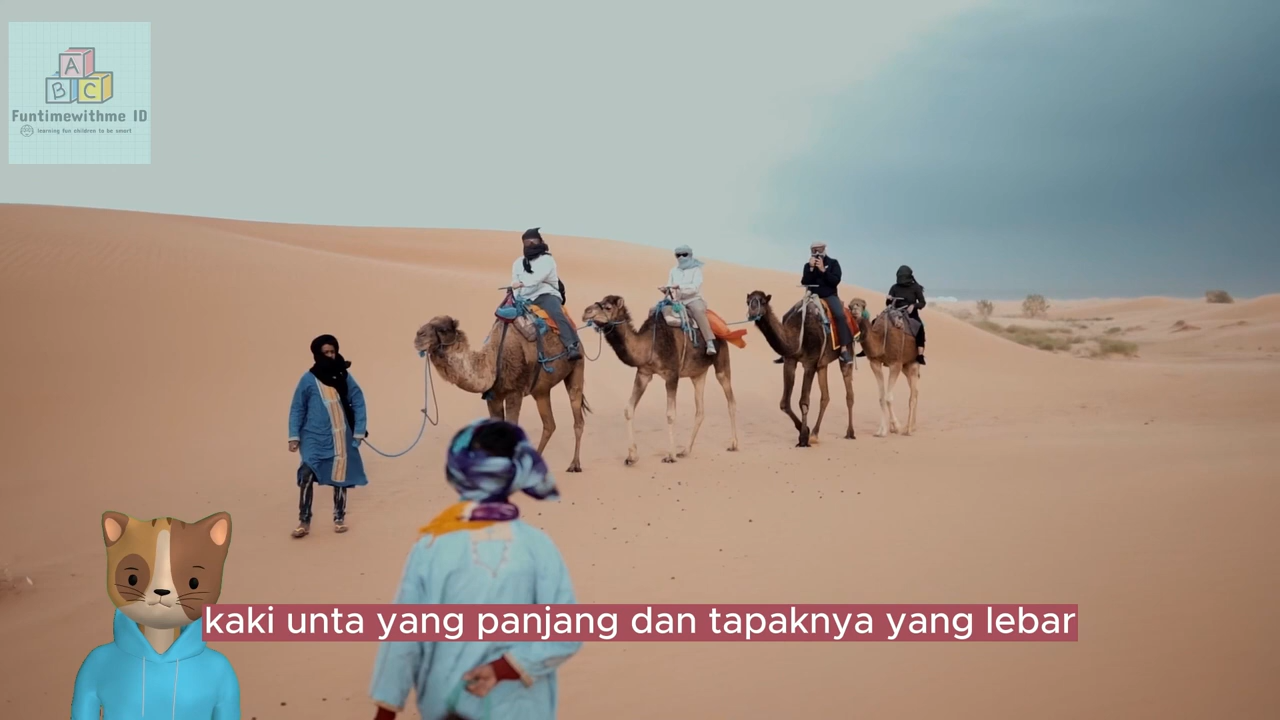 A
B C
Funtimewithme ID
learning fun children to be smart
kaki unta yang panjang dan tapaknya yang lebar